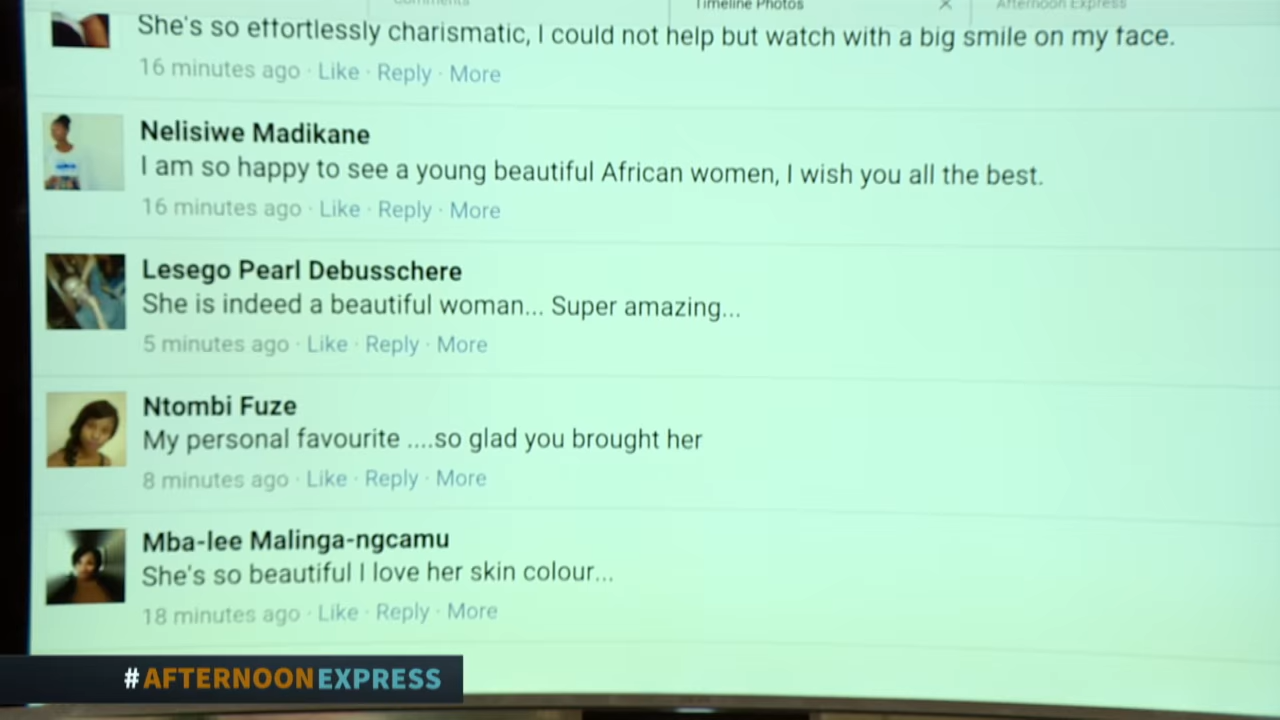 Comments
Timeline Photos
Afternoon Express
She's so effortlessly charismatic, I could not help but watch with a big smile on my face.
16 minutes ago · Like · Reply · More
Nelisiwe Madikane
I am so happy to see a young beautiful African women, I wish you all the best.
16 minutes ago · Like · Reply · More
Lesego Pearl Debusschere
She is indeed a beautiful woman... Super amazing...
5 minutes ago · Like · Reply · More
Ntombi Fuze
My personal favourite ....so glad you brought her
8 minutes ago · Like · Reply · More
Mba-lee Malinga-ngcamu
She's so beautiful I love her skin colour...
18 minutes ago · Like · Reply · More
#AFTERNOONEXPRESS